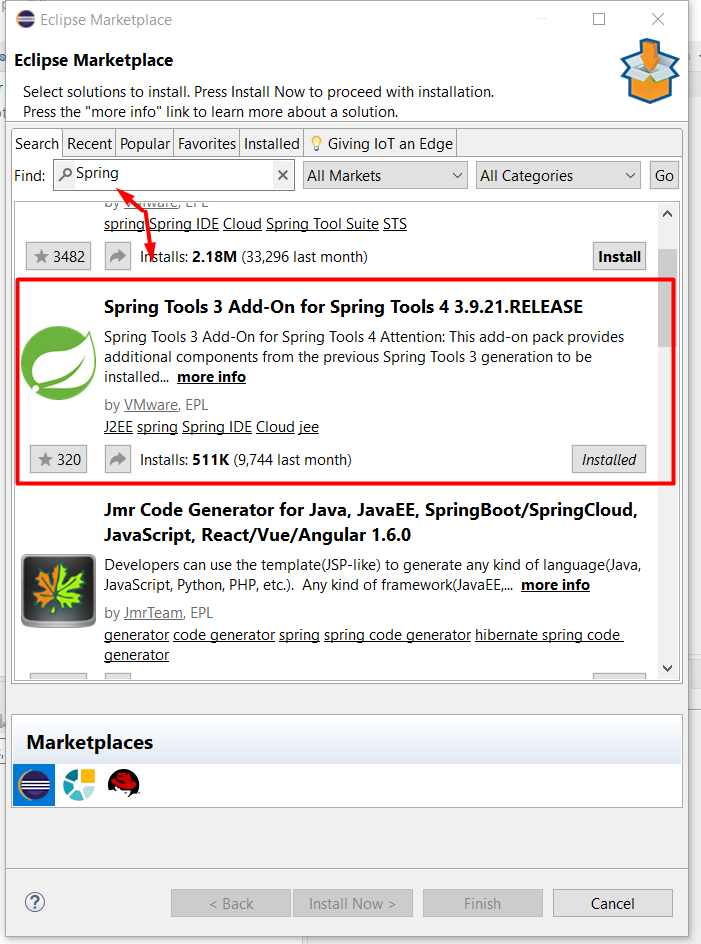 Eclipse Marketplace
Eclipse Marketplace
Select solutions to install. Press Install Now to proceed with installation.
Press the "more info" link to learn more about a solution.
Search Recent Popular Favorites Installed Giving IoT an Edge
Find: Spring All Markets All Categories Go
by VMware, EPL
spring Spring IDE Cloud Spring Tool Suite STS
3482 Installs: 2.18M (33,296 last month) Install
Spring Tools 3 Add-On for Spring Tools 4 3.9.21.RELEASE
Spring Tools 3 Add-On for Spring Tools 4 Attention: This add-on pack provides
additional components from the previous Spring Tools 3 generation to be
installed... more info
by VMware, EPL
J2EE spring Spring IDE Cloud jee
320 Installs: 511K (9,744 last month) Installed
Jmr Code Generator for Java, JavaEE, SpringBoot/SpringCloud,
JavaScript, React/Vue/Angular 1.6.0
Developers can use the template(JSP-like) to generate any kind of language(Java,
JavaScript, Python, PHP, etc.). Any kind of framework(JavaEE,... more info
by JmrTeam, EPL
generator code generator spring spring code generator hibernate spring code
generator
Marketplaces
? < Back Install Now > Finish Cancel